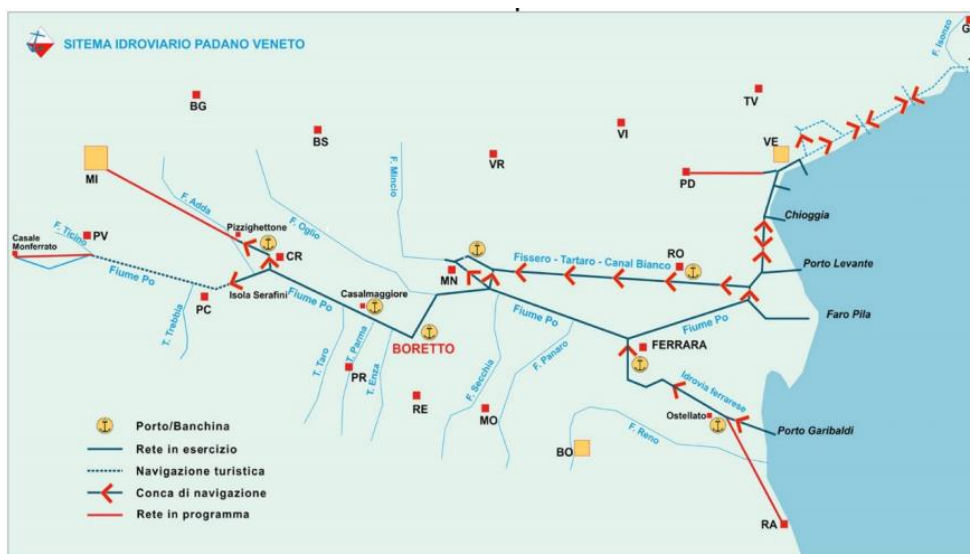 SITEMA IDROVIARIO PADANO VENETO
F. Isonzo
BG
TV
BS
VI
VE
VR
MI
PD
F. Mincio
F. Adda
F. Oglio
Chioggia
Pizzighettone
PV
F. Ticino
Casale
Monferrato
CR
RO
Fissero - Tartaro - Canal Bianco
MN
Porto Levante
Fiume Po
Isola Serafini
PC
Casalmaggiore
Fiume Po
Fiume Po
Fiume Po
Faro Pila
T. Trebbia
BORETTO
FERRARA
T. Taro
T. Parma
T. Enza
F. Secchia
F. Panaro
PR
Idrovia ferrarese
RE
MO
Ostellato
Porto Garibaldi
F. Reno
BO
RA
Porto/Banchina
Rete in esercizio
Navigazione turistica
Conca di navigazione
Rete in programma